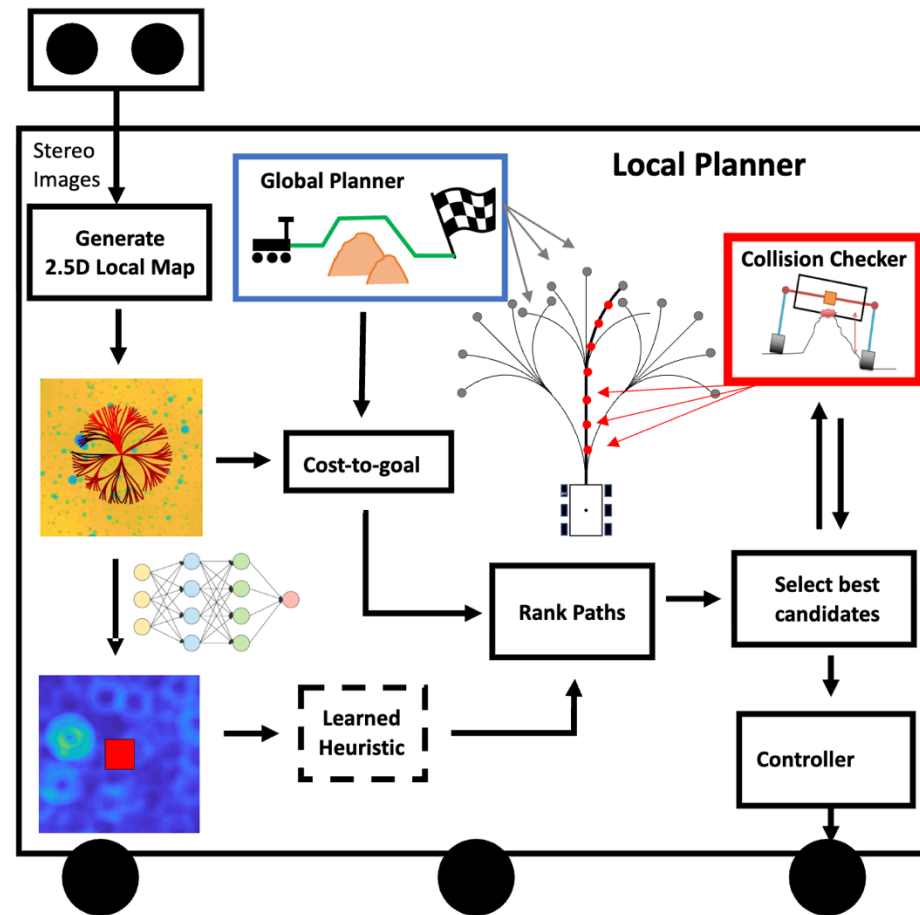 Stereo
Images
Local Planner
Global Planner
Generate
2.5D Local Map
Collision Checker
Cost-to-goal
Rank Paths
Select best
candidates
Learned
Heuristic
Controller